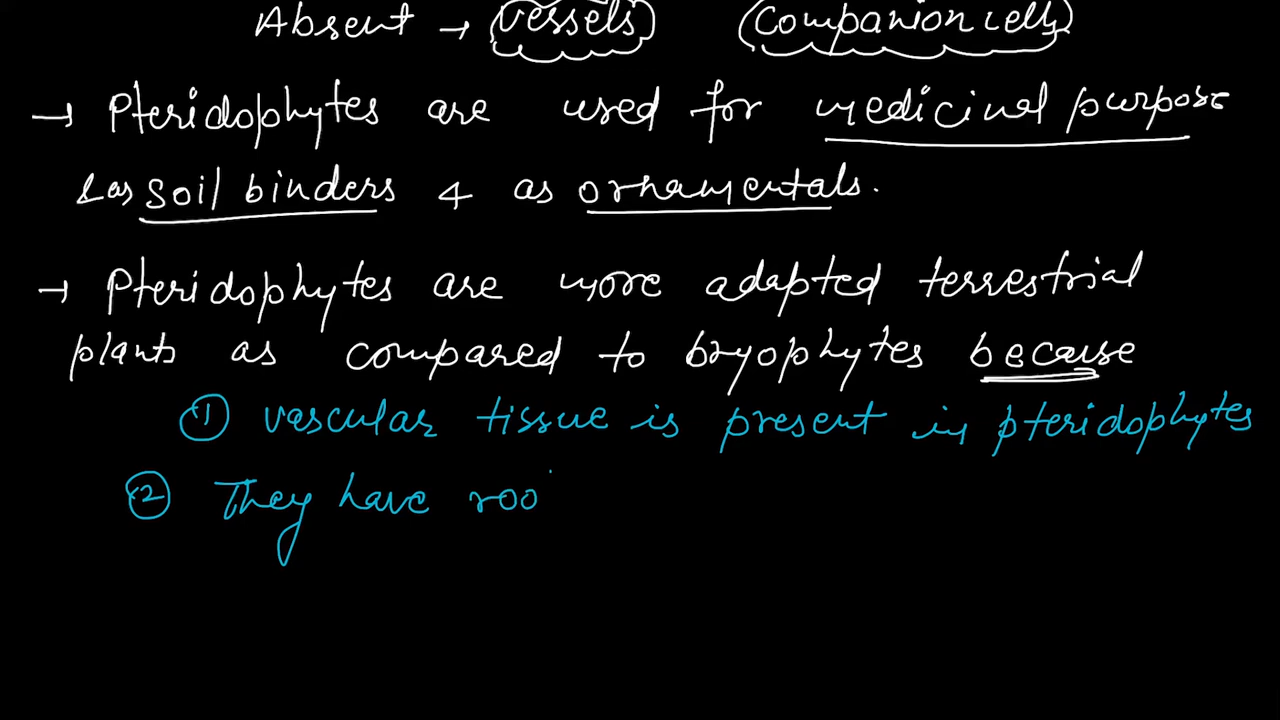 Absent → vessels companion cells
→ Pteridophytes are used for medicinal purpose
& as soil binders & as ornamentals.
→ Pteridophytes are more adapted terrestrial
plants as compared to bryophytes because
① vascular tissue is present in pteridophytes
② They have roo